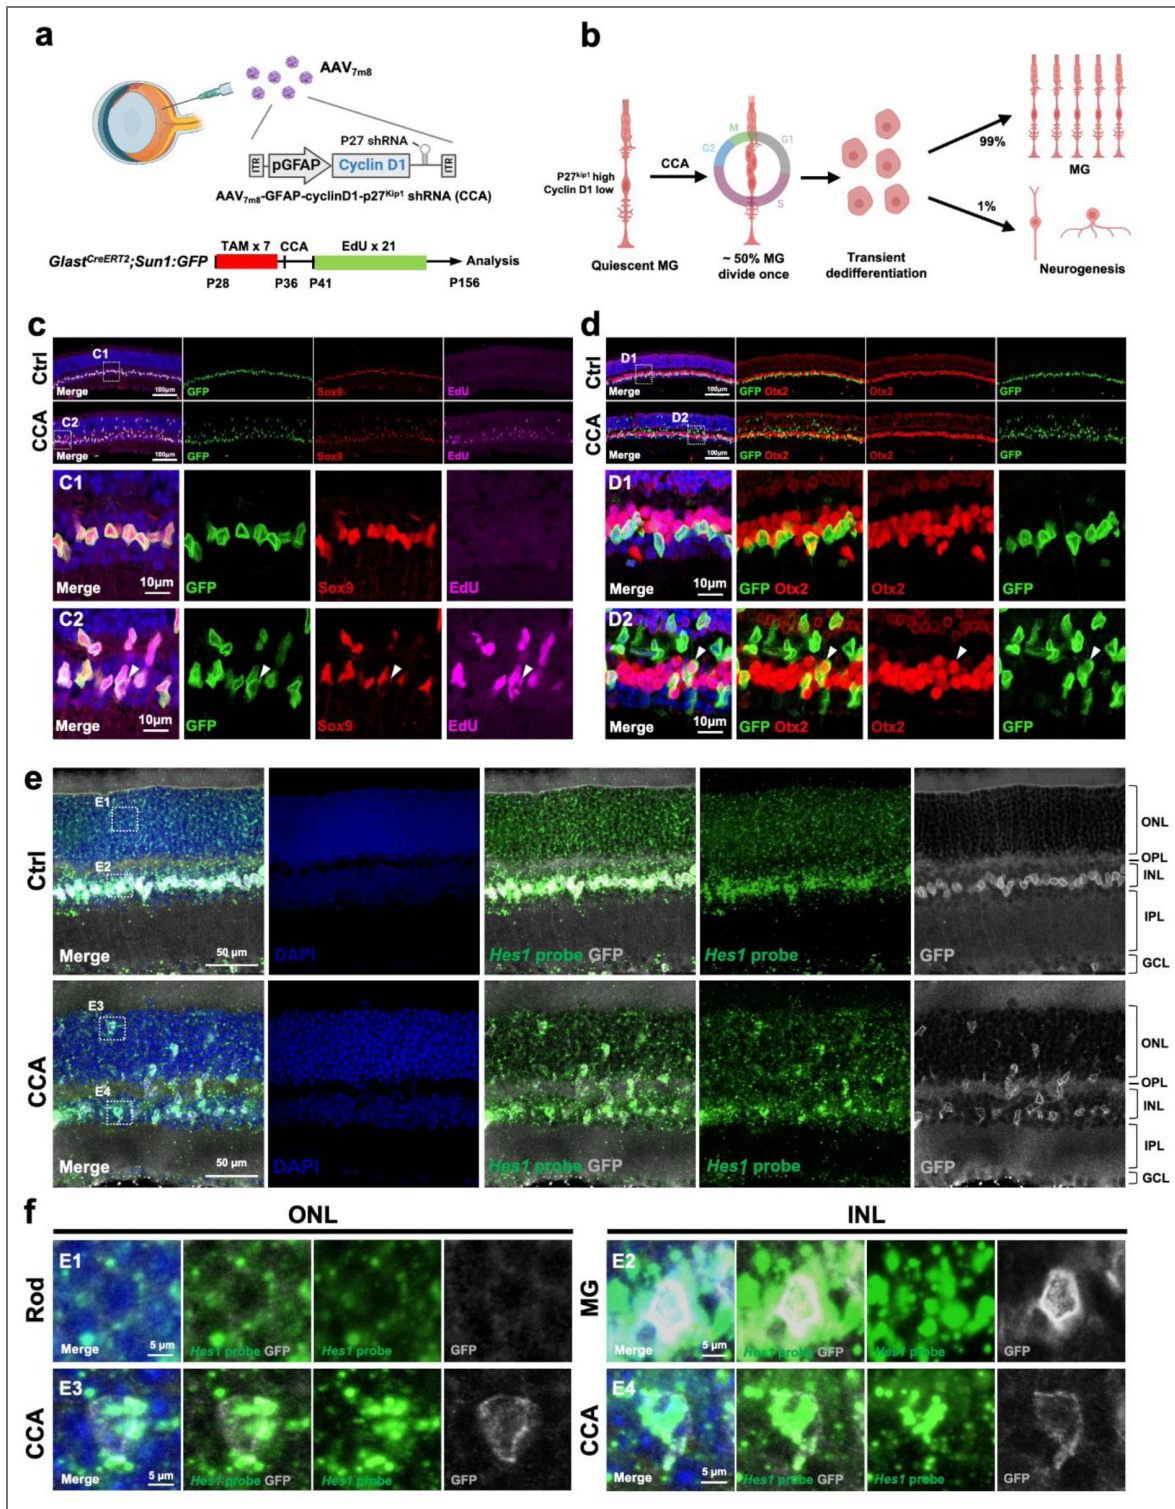 a
AAV7m8
P27 shRNA
ITR
pGFAP
Cyclin D1
ITR
AAV7m8-GFAP-cyclinD1-p27Kip1 shRNA (CCA)
TAM x 7 CCA EdU x 21
GlastCreERT2;Sun1:GFP
Analysis
P28 P36 P41 P156
b
P27kip1 high
Cyclin D1 low
CCA
M
G1
G2
S
99%
MG
1%
Quiescent MG
~ 50% MG
divide once
Transient
dedifferentiation
Neurogenesis
c
Ctrl
C1
Merge 100µm GFP Sox9 EdU
CCA
C2
Merge 100µm GFP Sox9 EdU
C1
Merge 10µm GFP Sox9 EdU
C2
Merge 10µm GFP Sox9 EdU
d
Ctrl
D1
Merge 100µm GFP Otx2 Otx2 GFP
CCA
D2
Merge 100µm GFP Otx2 Otx2 GFP
D1
Merge 10µm GFP Otx2 Otx2 GFP
D2
Merge 10µm GFP Otx2 Otx2 GFP
e
Ctrl
E1
E2
Merge 50 µm DAPI Hes1 probe GFP Hes1 probe GFP
ONL
OPL
INL
IPL
GCL
CCA
E3
E4
Merge 50 µm DAPI Hes1 probe GFP Hes1 probe GFP
ONL
OPL
INL
IPL
GCL
f
ONL
Rod
E1
Merge 5 µm Hes1 probe GFP Hes1 probe GFP
CCA
E3
Merge 5 µm Hes1 probe GFP Hes1 probe GFP
INL
MG
E2
Merge 5 µm Hes1 probe GFP Hes1 probe GFP
CCA
E4
Merge 5 µm Hes1 probe GFP Hes1 probe GFP